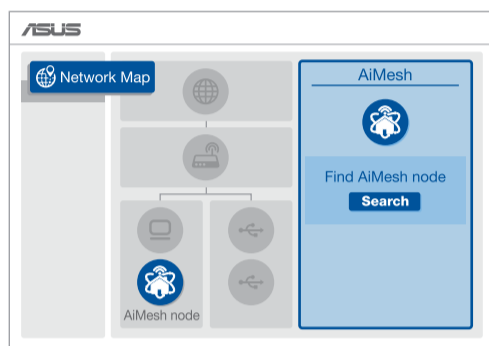 ASUS
Network Map
AiMesh
Find AiMesh node
Search
AiMesh node